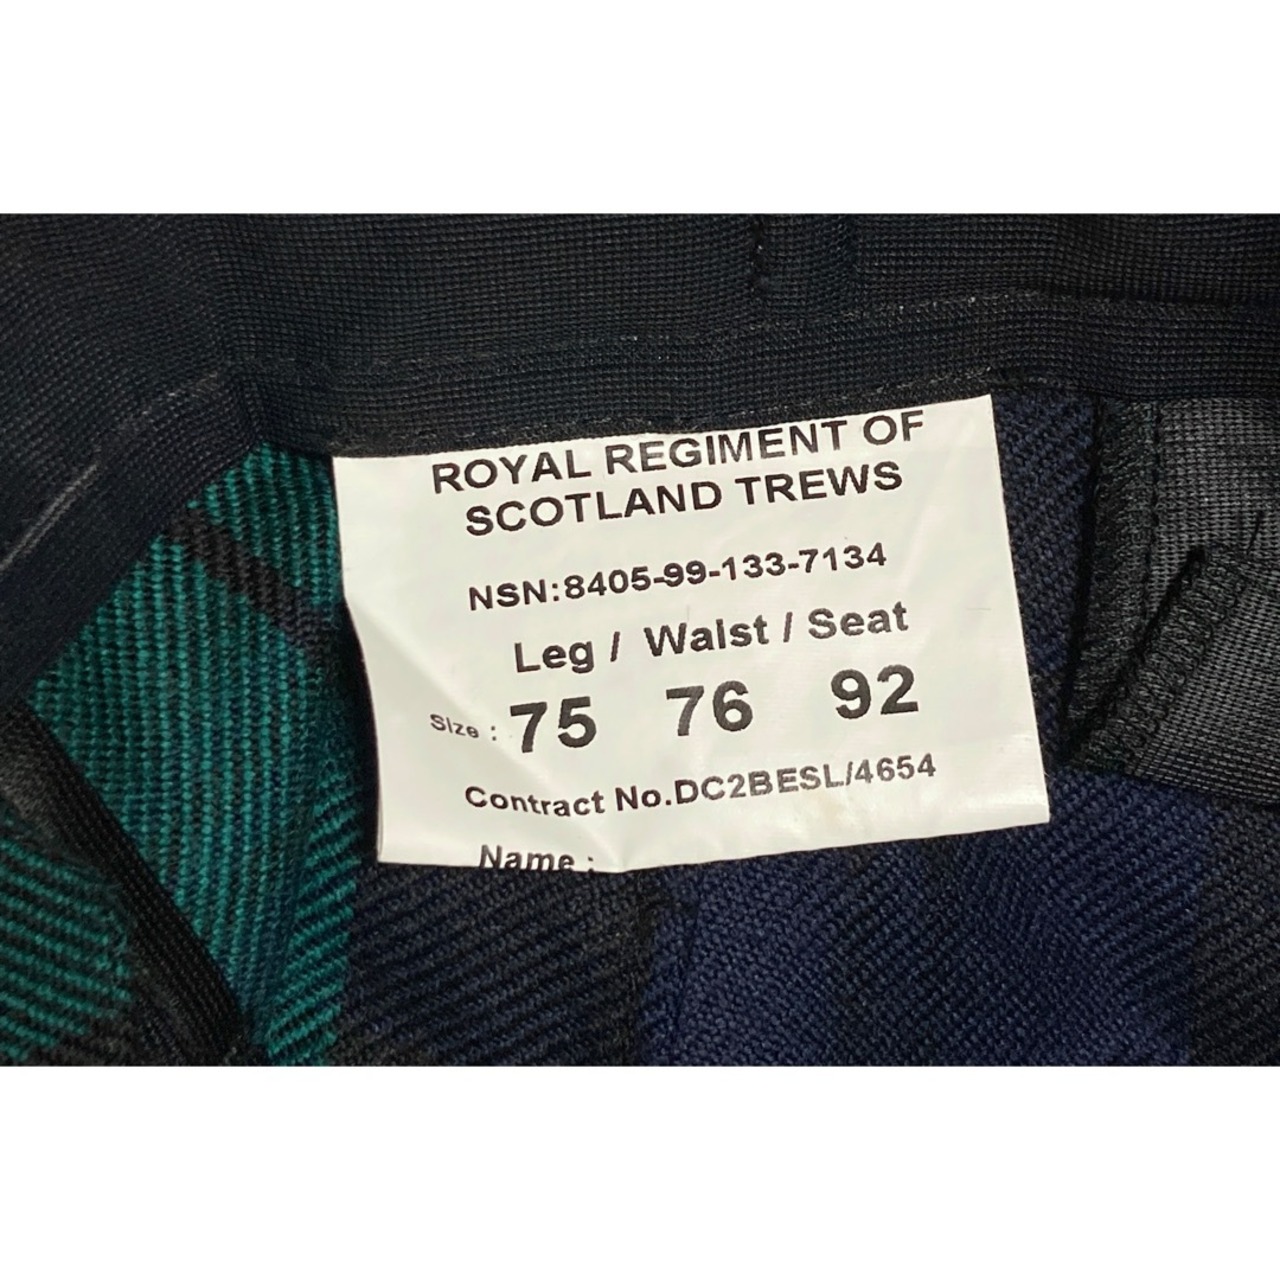 ROYAL REGIMENT OF
SCOTLAND TREWS
NSN:8405-99-133-7134
Leg / Waist / Seat
Size : 75 76 92
Contract No.DC2BESL/4654
Name :